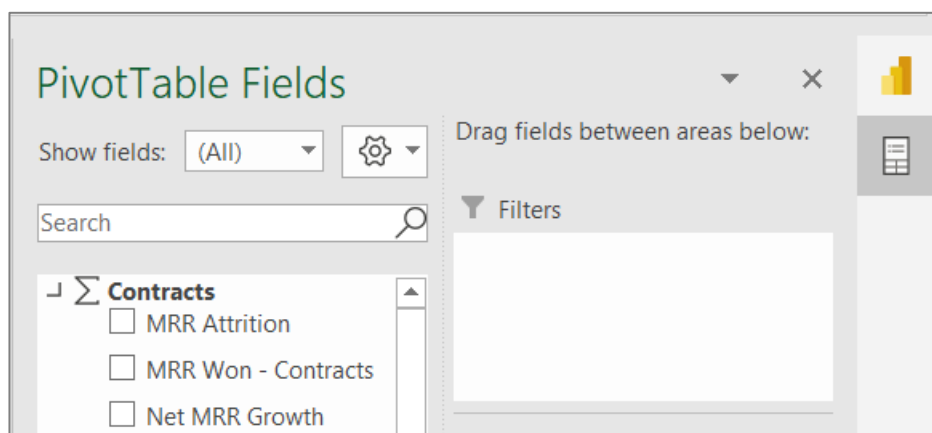 PivotTable Fields
Show fields:
(All)
Search
Contracts
MRR Attrition
MRR Won - Contracts
Net MRR Growth
Drag fields between areas below:
Filters